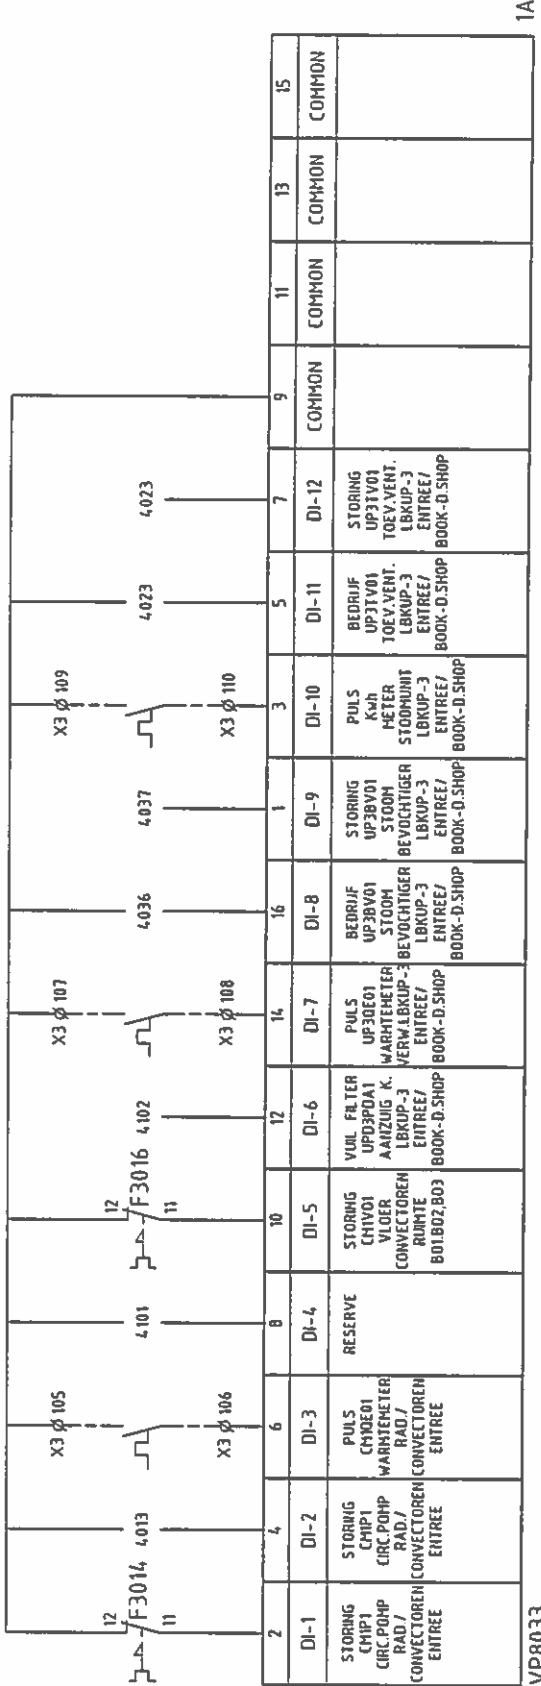 X3 Ø 105
X3 Ø 107
X3 Ø 109
12
F3014
11
4013
X3 Ø 106
4101
12
F3016
11
4102
X3 Ø 108
4036
4037
X3 Ø 110
4023
4023
2
4
6
8
10
12
14
16
1
3
5
7
9
11
13
15
DI-1
DI-2
DI-3
DI-4
DI-5
DI-6
DI-7
DI-8
DI-9
DI-10
DI-11
DI-12
COMMON
COMMON
COMMON
COMMON
STORING
CM1P1
CIRC.POMP
RAD./
CONVECTOREN
ENTREE
STORING
CM1P1
CIRC.POMP
RAD./
CONVECTOREN
ENTREE
PULS
CM1QE01
WARMTEMETER
RAD./
CONVECTOREN
ENTREE
RESERVE
STORING
CM1V01
VLOER
CONVECTOREN
RUIMTE
B01.B02,B03
VUIL FILTER
UPD3PDA1
AANZUIG K.
LBKUP-3
ENTREE/
BOOK-D.SHOP
PULS
UP3QE01
WARMTEMETER
VERW.LBKUP-3
ENTREE/
BOOK-D.SHOP
BEDRIJF
UP3BV01
STOOM
BEVOCHTIGER
LBKUP-3
ENTREE/
BOOK-D.SHOP
STORING
UP3BV01
STOOM
BEVOCHTIGER
LBKUP-3
ENTREE/
BOOK-D.SHOP
PULS
Kwh
METER
STOOMUNIT
LBKUP-3
ENTREE/
BOOK-D.SHOP
BEDRIJF
UP3TV01
TOEV.VENT.
LBKUP-3
ENTREE/
BOOK-D.SHOP
STORING
UP3TV01
TOEV.VENT.
LBKUP-3
ENTREE/
BOOK-D.SHOP
VP8033
1A